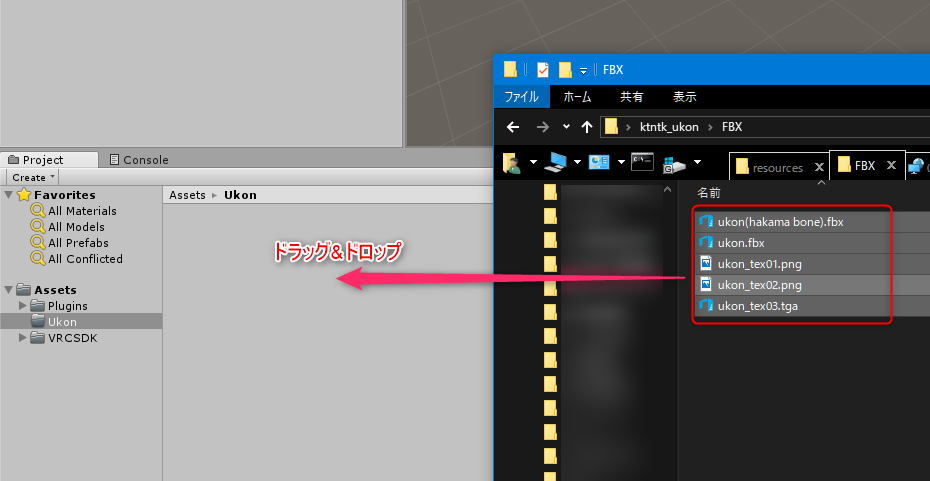 FBX
ファイル ホーム 共有 表示
ktntk_ukon › FBX
resources FBX
名前
ukon(hakama bone).fbx
ukon.fbx
ukon_tex01.png
ukon_tex02.png
ukon_tex03.tga
Project Console
Create
Favorites
All Materials
All Models
All Prefabs
All Conflicted
Assets
Plugins
Ukon
VRCSDK
Assets ▸ Ukon
ドラッグ&ドロップ